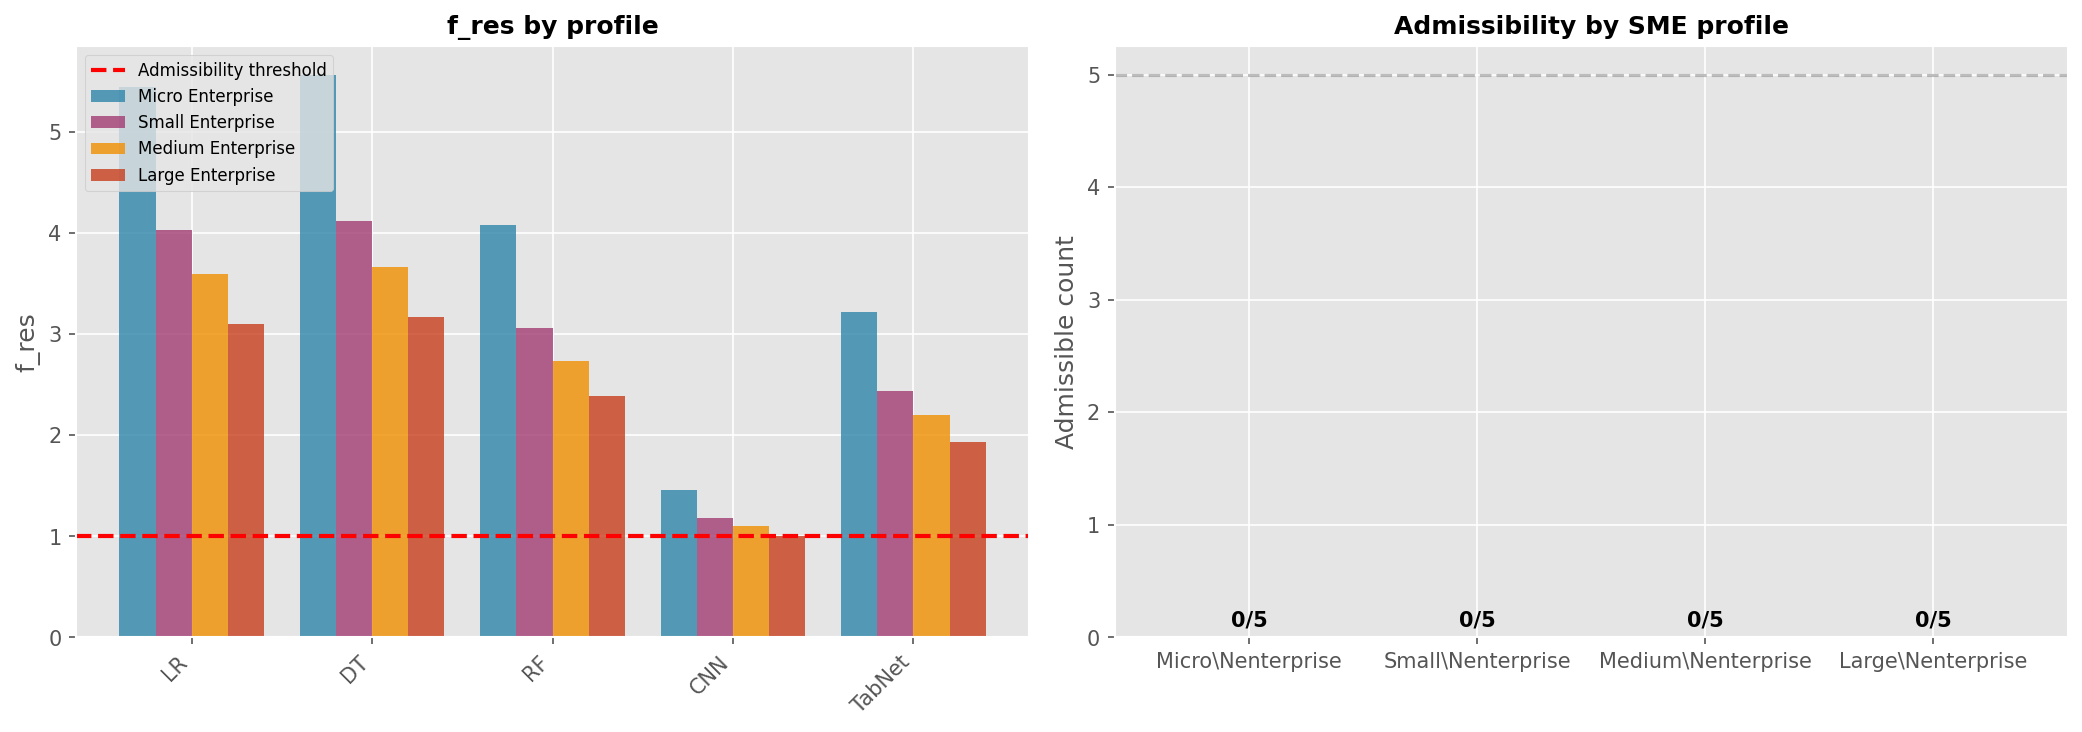 f_res by profile
Admissibility threshold
Micro Enterprise
Small Enterprise
Medium Enterprise
Large Enterprise
f_res
5
4
3
2
1
0
LR
DT
RF
CNN
TabNet
Admissibility by SME profile
Admissible count
5
4
3
2
1
0
0/5
0/5
0/5
0/5
Micro\Nenterprise
Small\Nenterprise
Medium\Nenterprise
Large\Nenterprise